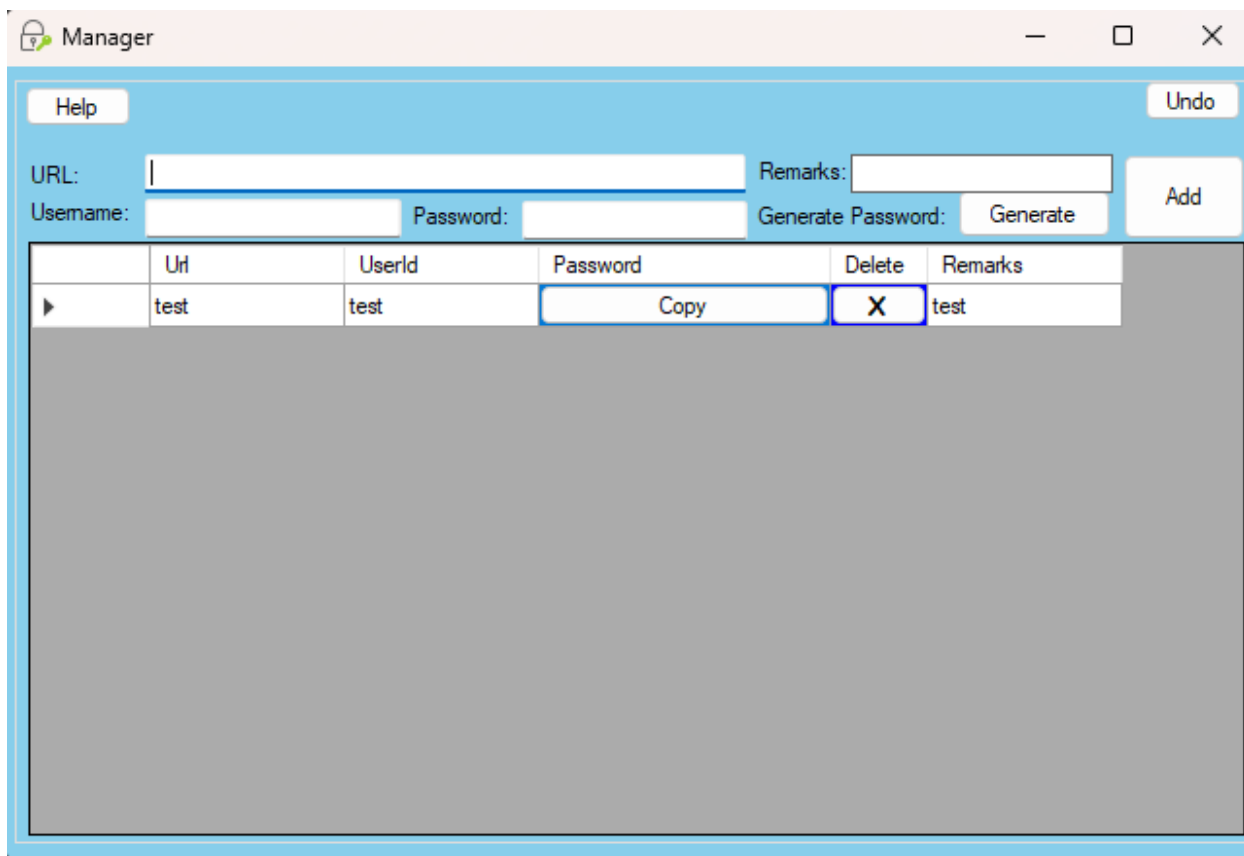 Manager
Help
Undo
URL:
Remarks:
Add
Username:
Password:
Generate Password:
Generate
Url UserId Password Delete Remarks
test test Copy X test